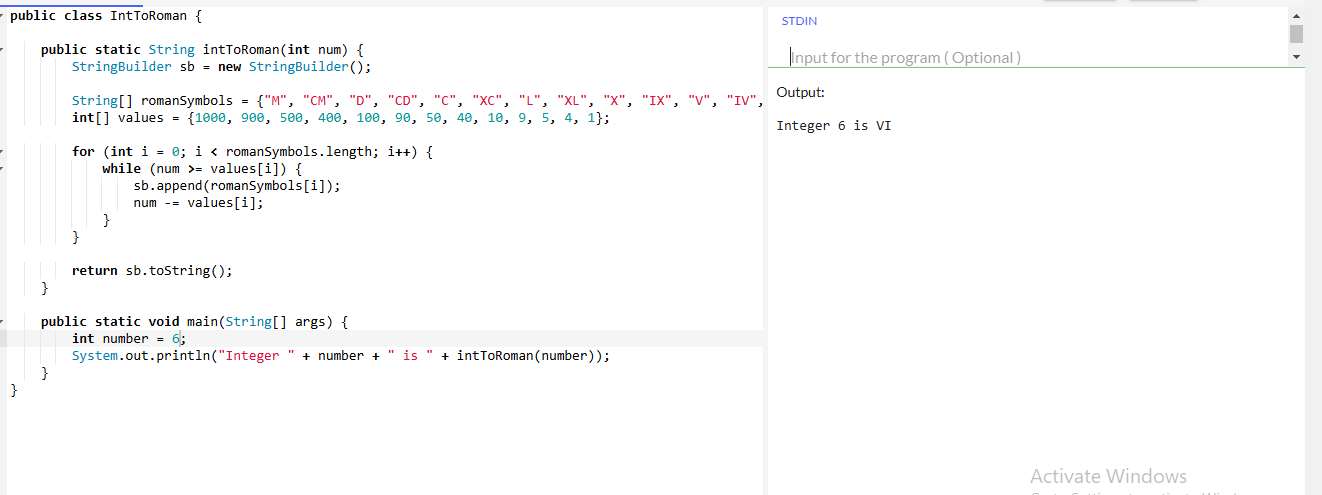 public class IntToRoman {
public static String intToRoman(int num) {
StringBuilder sb = new StringBuilder();
String[] romanSymbols = {"M", "CM", "D", "CD", "C", "XC", "L", "XL", "X", "IX", "V", "IV",
int[] values = {1000, 900, 500, 400, 100, 90, 50, 40, 10, 9, 5, 4, 1};
for (int i = 0; i < romanSymbols.length; i++) {
while (num >= values[i]) {
sb.append(romanSymbols[i]);
num -= values[i];
}
}
return sb.toString();
}
public static void main(String[] args) {
int number = 6;
System.out.println("Integer " + number + " is " + intToRoman(number));
}
}
STDIN
Input for the program ( Optional )
Output:
Integer 6 is VI
Activate Windows